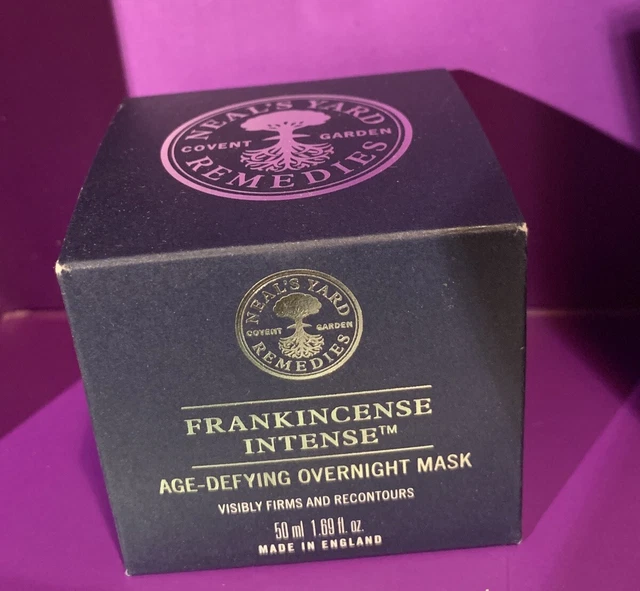 NEAL'S YARD
COVENT GARDEN
REMEDIES
NEAL'S YARD
COVENT GARDEN
REMEDIES
FRANKINCENSE
INTENSE™
AGE-DEFYING OVERNIGHT MASK
VISIBLY FIRMS AND RECONTOURS
50 ml 1.69 fl. oz.
MADE IN ENGLAND